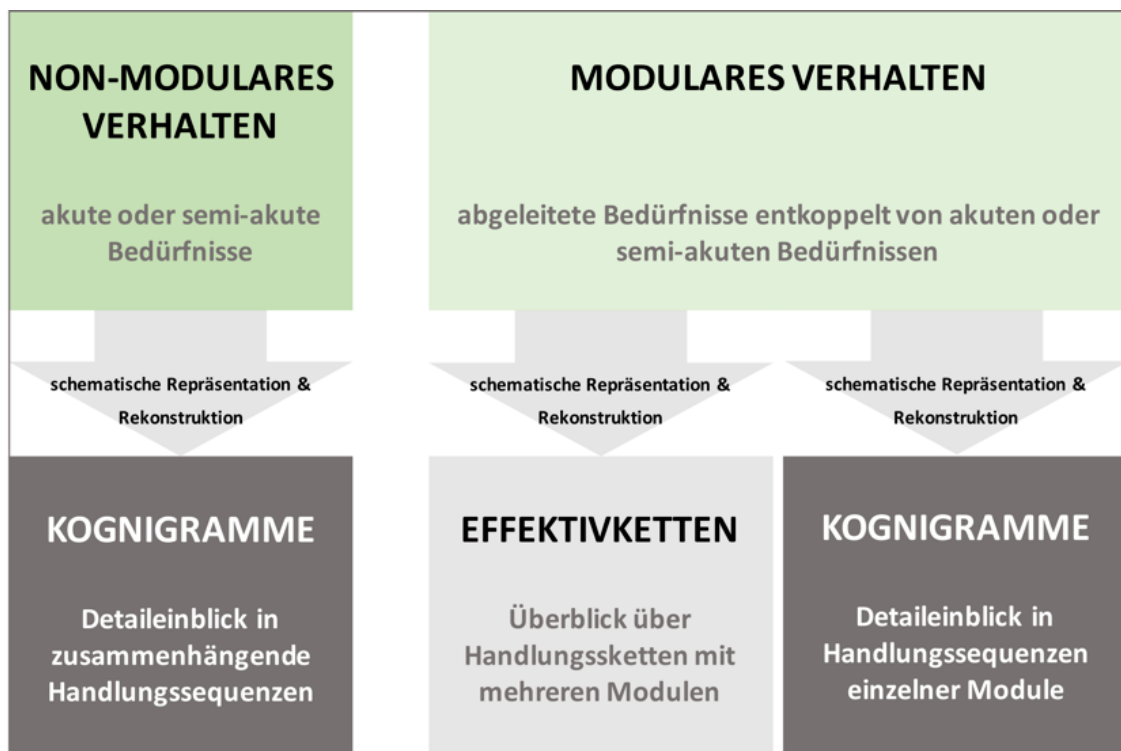 NON-MODULARES
VERHALTEN
akute oder semi-akute
Bedürfnisse
MODULARES VERHALTEN
abgeleitete Bedürfnisse entkoppelt von akuten oder
semi-akuten Bedürfnissen
schematische Repräsentation &
Rekonstruktion
schematische Repräsentation &
Rekonstruktion
schematische Repräsentation &
Rekonstruktion
KOGNIGRAMME
Detaileinblick in
zusammenhängende
Handlungssequenzen
EFFEKTIVKETTEN
Überblick über
Handlungssketten mit
mehreren Modulen
KOGNIGRAMME
Detaileinblick in
Handlungssequenzen
einzelner Module